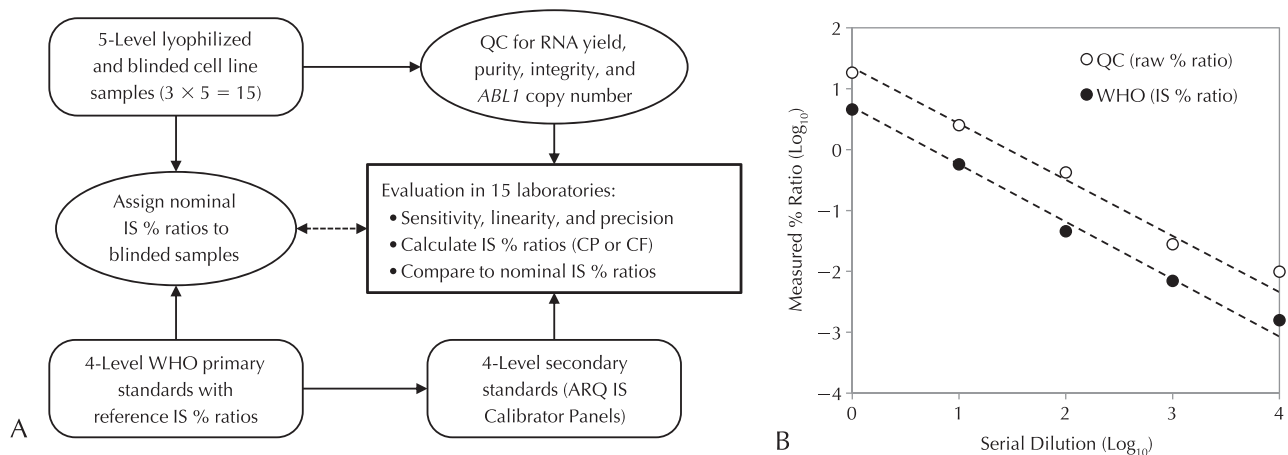 5-Level lyophilized
and blinded cell line
samples (3 × 5 = 15)
QC for RNA yield,
purity, integrity, and
ABL1 copy number
Assign nominal
IS % ratios to
blinded samples
Evaluation in 15 laboratories:
• Sensitivity, linearity, and precision
• Calculate IS % ratios (CP or CF)
• Compare to nominal IS % ratios
4-Level WHO primary
standards with
reference IS % ratios
4-Level secondary
standards (ARQ IS
Calibrator Panels)
A
2
1
0
−1
−2
−3
−4
Measured % Ratio (Log10)
QC (raw % ratio)
WHO (IS % ratio)
0 1 2 3 4
Serial Dilution (Log10)
B